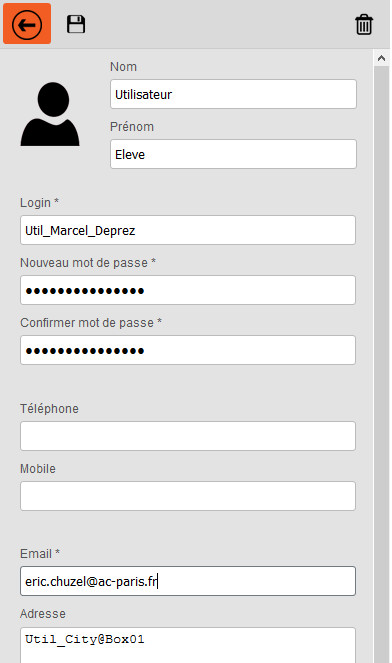 Nom
Utilisateur
Prénom
Eleve
Login *
Util_Marcel_Deprez
Nouveau mot de passe *
●●●●●●●●●●●●●●●
Confirmer mot de passe *
●●●●●●●●●●●●●●●
Téléphone
Mobile
Email *
eric.chuzel@ac-paris.fr
Adresse
Util_City@Box01